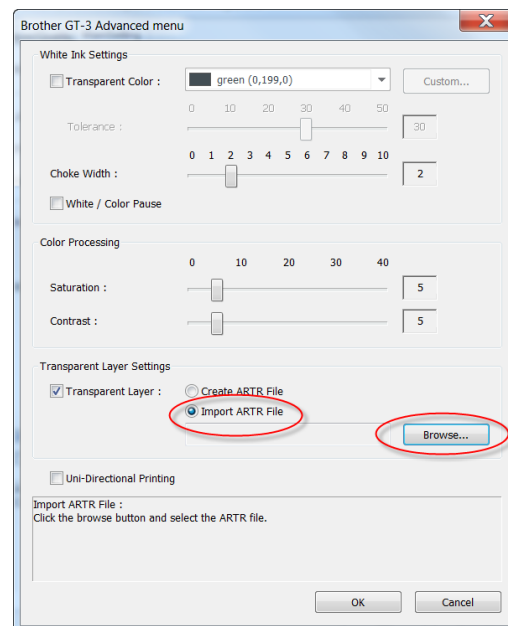 Brother GT-3 Advanced menu
White Ink Settings
Transparent Color :
green (0,199,0)
Custom...
0 10 20 30 40 50
Tolerance :
30
0 1 2 3 4 5 6 7 8 9 10
Choke Width :
2
White / Color Pause
Color Processing
0 10 20 30 40
Saturation :
5
Contrast :
5
Transparent Layer Settings
Transparent Layer :
Create ARTR File
Import ARTR File
Browse...
Uni-Directional Printing
Import ARTR File :
Click the browse button and select the ARTR file.
OK
Cancel